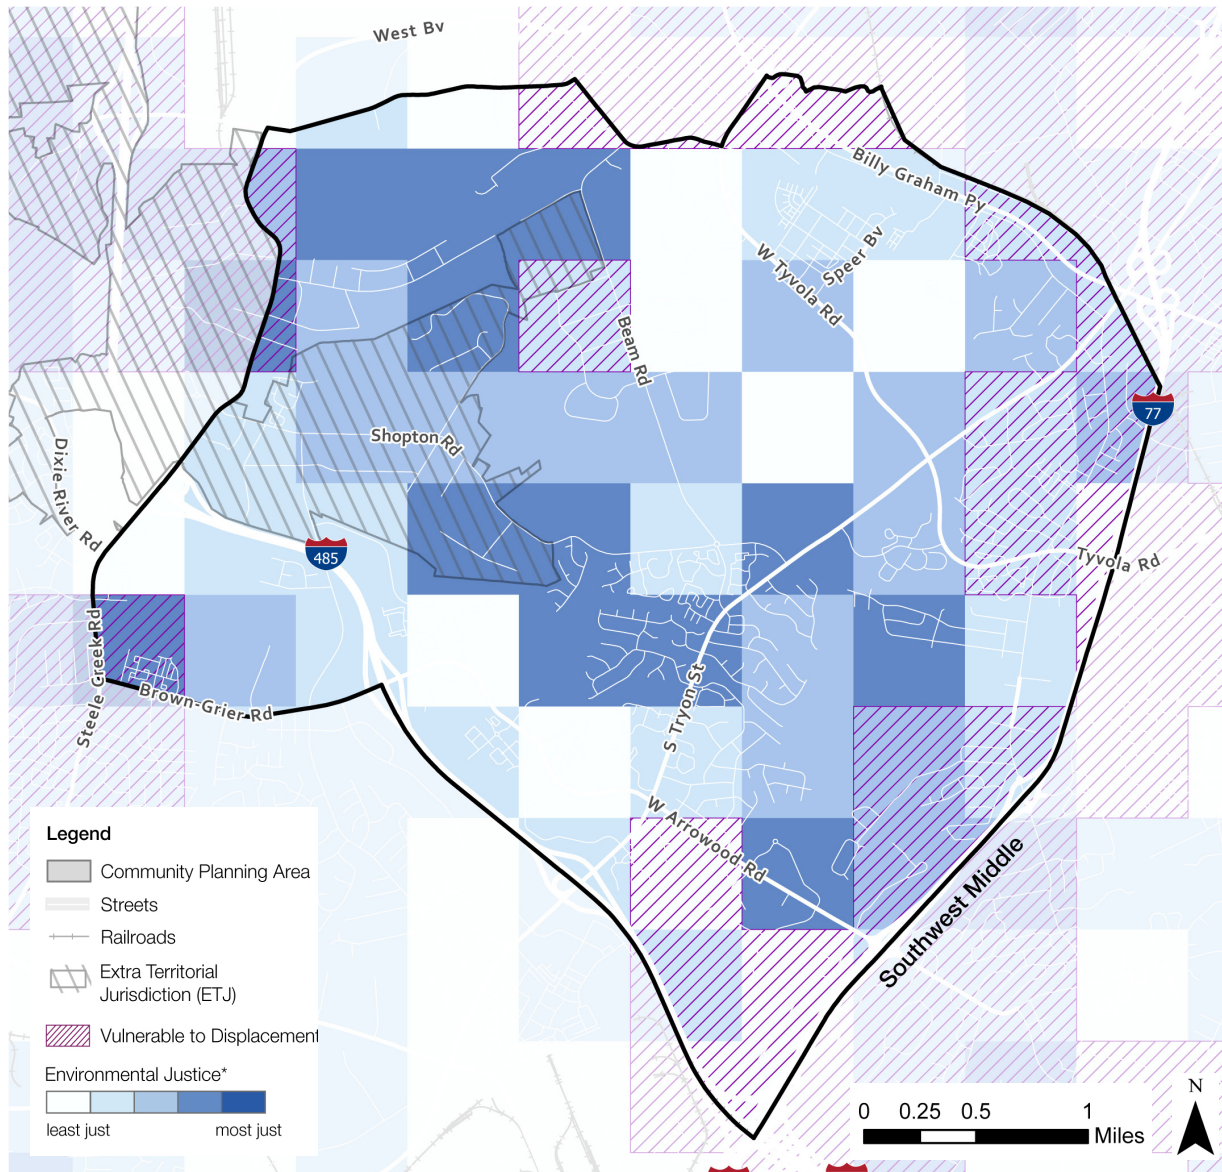 West Bv
Billy Graham Py
Speer Bv
W Tyvola Rd
Beam Rd
77
Shopton Rd
Dixie-River Rd
485
Tyvola Rd
Steele Creek Rd
Brown-Grier Rd
S Tryon St
W Arrowood Rd
Southwest Middle
Legend
Community Planning Area
Streets
Railroads
Extra Territorial
Jurisdiction (ETJ)
Vulnerable to Displacement
Environmental Justice*
least just most just
N
0 0.25 0.5 1
Miles